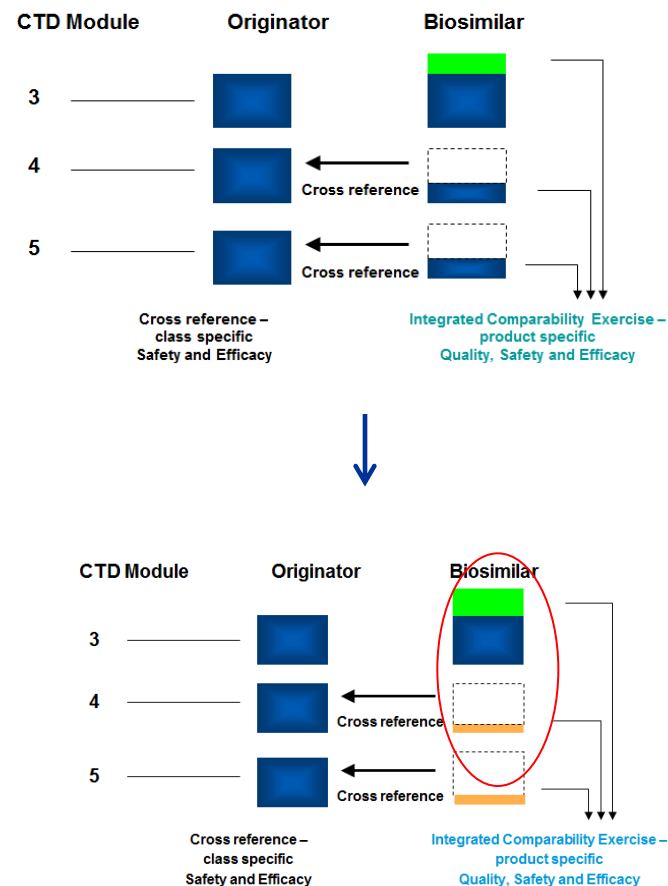 CTD Module Originator Biosimilar
3
4
Cross reference
5
Cross reference
Cross reference –
class specific
Safety and Efficacy
Integrated Comparability Exercise –
product specific
Quality, Safety and Efficacy
CTD Module Originator Biosimilar
3
4
Cross reference
5
Cross reference
Cross reference –
class specific
Safety and Efficacy
Integrated Comparability Exercise –
product specific
Quality, Safety and Efficacy